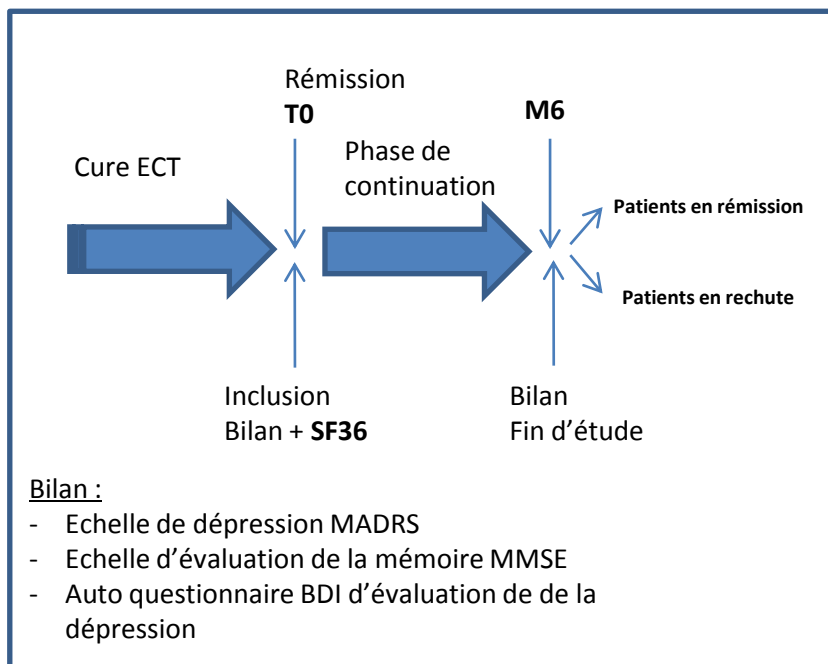 Rémission
T0
M6
Cure ECT
Phase de
continuation
Patients en rémission
Patients en rechute
Inclusion
Bilan + SF36
Bilan
Fin d’étude
Bilan :
- Echelle de dépression MADRS
- Echelle d’évaluation de la mémoire MMSE
- Auto questionnaire BDI d’évaluation de de la
dépression